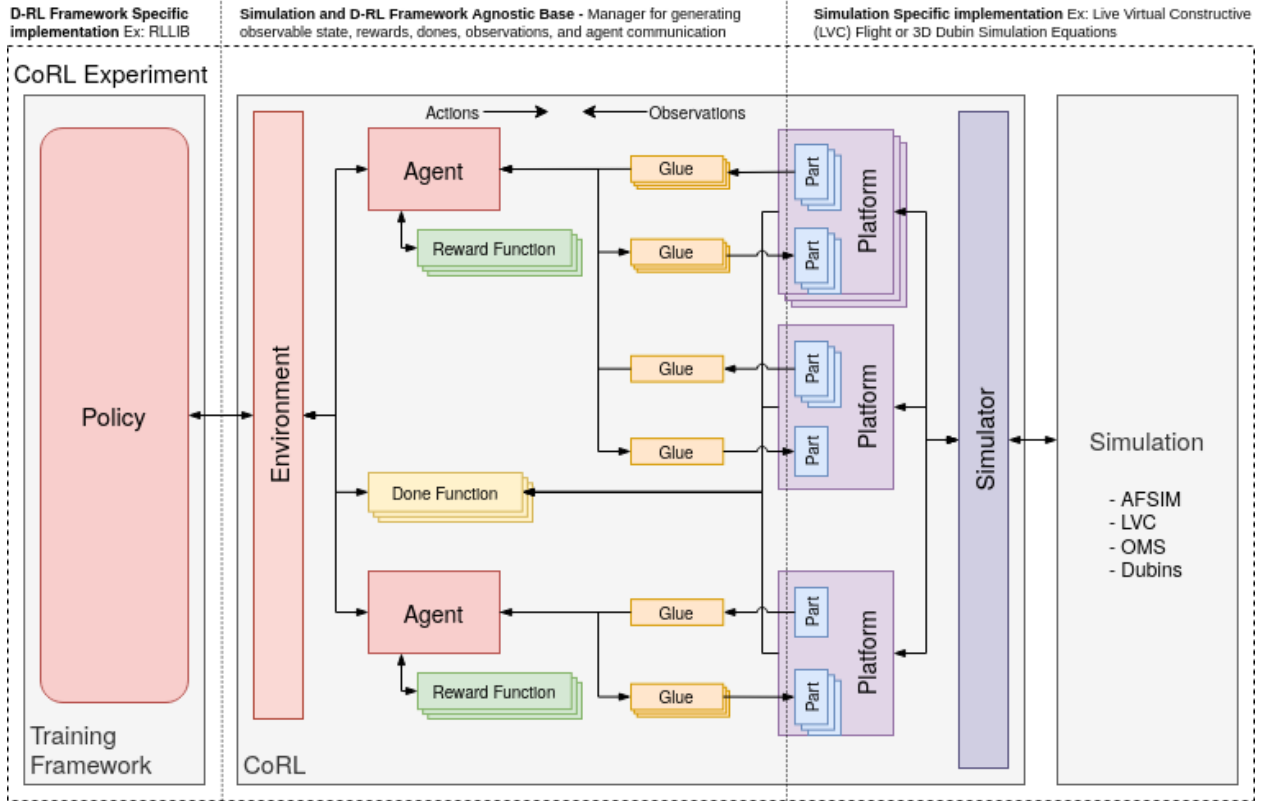 D-RL Framework Specific
implementation Ex: RLLIB
Simulation and D-RL Framework Agnostic Base - Manager for generating
observable state, rewards, dones, observations, and agent communication
Simulation Specific implementation Ex: Live Virtual Constructive
(LVC) Flight or 3D Dubin Simulation Equations
CoRL Experiment
Policy
Training
Framework
Environment
Actions
Observations
Agent
Reward Function
Glue
Part
Glue
Part
Platform
Glue
Part
Glue
Part
Platform
Done Function
Agent
Reward Function
Glue
Part
Glue
Part
Platform
CoRL
Simulator
Simulation
- AFSIM
- LVC
- OMS
- Dubins